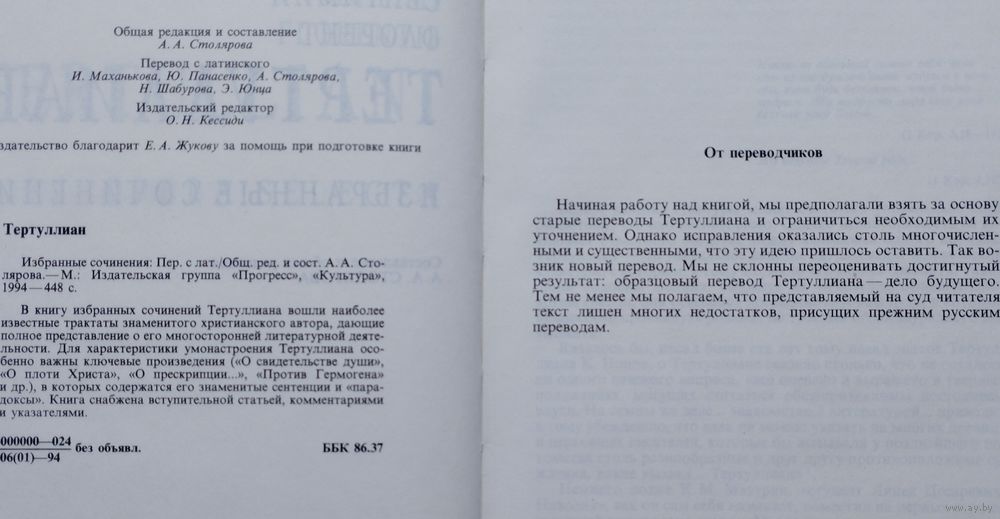 Общая редакция и составление
А. А. Столярова
Перевод с латинского
И. Маханькова, Ю. Панасенко, А. Столярова,
Н. Шабурова, Э. Юнца
Издательский редактор
О. Н. Кессиди
здательство благодарит Е. А. Жукову за помощь при подготовке книги
Тертуллиан
Избранные сочинения: Пер. с лат./Общ. ред. и сост. А. А. Сто-
лярова.— М.: Издательская группа «Прогресс», «Культура»,
1994—448 с.
В книгу избранных сочинений Тертуллиана вошли наиболее
известные трактаты знаменитого христианского автора, дающие
полное представление о его многосторонней литературной деяте-
льности. Для характеристики умонастроения Тертуллиана осо-
бенно важны ключевые произведения («О свидетельстве души»,
«О плоти Христа», «О прескрипции...», «Против Гермогена»
и др.), в которых содержатся его знаменитые сентенции и «пара-
доксы». Книга снабжена вступительной статьей, комментариями
и указателями.
000000—024
06(01)—94
без объявл.
ББК 86.37
От переводчиков
Начиная работу над книгой, мы предполагали взять за основу
старые переводы Тертуллиана и ограничиться необходимым их
уточнением. Однако исправления оказались столь многочислен-
ными и существенными, что эту идею пришлось оставить. Так во-
зник новый перевод. Мы не склонны переоценивать достигнутый
результат: образцовый перевод Тертуллиана—дело будущего.
Тем не менее мы полагаем, что представляемый на суд читателя
текст лишен многих недостатков, присущих прежним русским
переводам.
www.ay.by